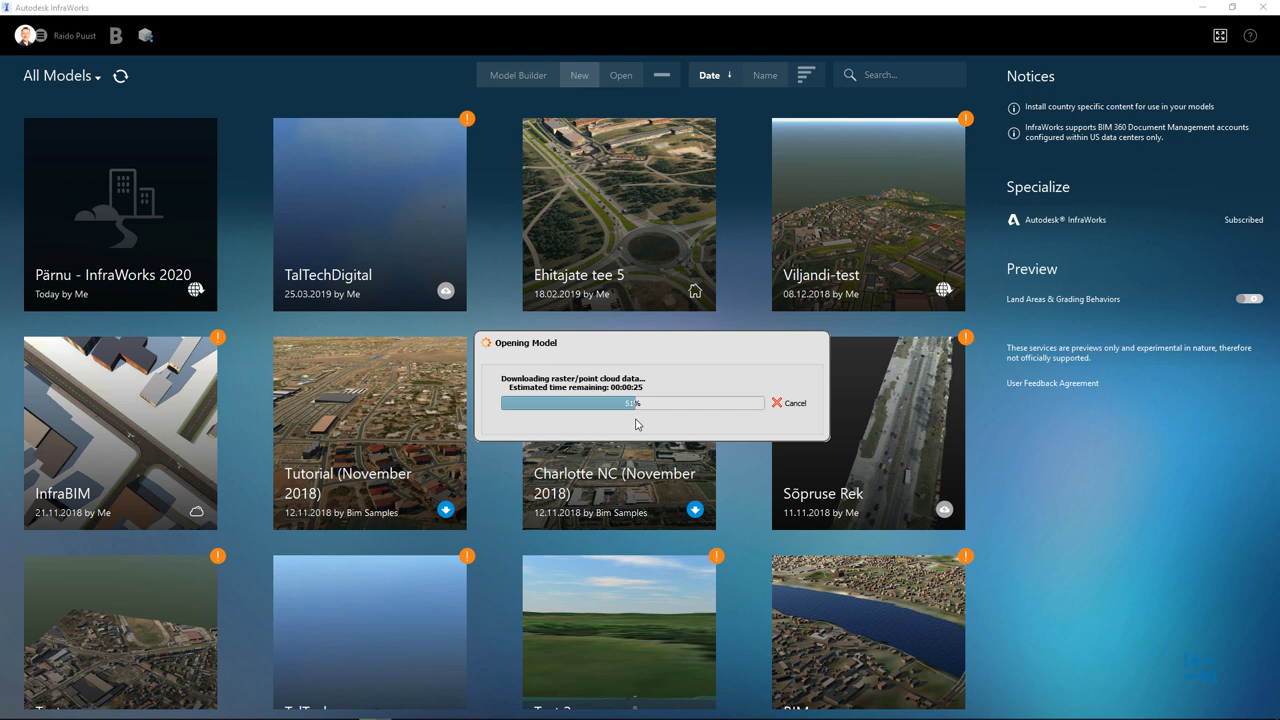 Autodesk InfraWorks
Raido Puust
All Models
Model Builder New Open Date ↓ Name Search...
Pärnu - InfraWorks 2020
Today by Me
TalTechDigital
25.03.2019 by Me
Ehitajate tee 5
18.02.2019 by Me
Viljandi-test
08.12.2018 by Me
Opening Model
Downloading raster/point cloud data...
Estimated time remaining: 00:00:25
51%
Cancel
InfraBIM
21.11.2018 by Me
Tutorial (November
2018)
12.11.2018 by Bim Samples
Charlotte NC (November
2018)
12.11.2018 by Bim Samples
Sõpruse Rek
11.11.2018 by Me
Notices
Install country specific content for use in your models
InfraWorks supports BIM 360 Document Management accounts
configured within US data centers only.
Specialize
Autodesk® InfraWorks Subscribed
Preview
Land Areas & Grading Behaviors
These services are previews only and experimental in nature, therefore
not officially supported.
User Feedback Agreement